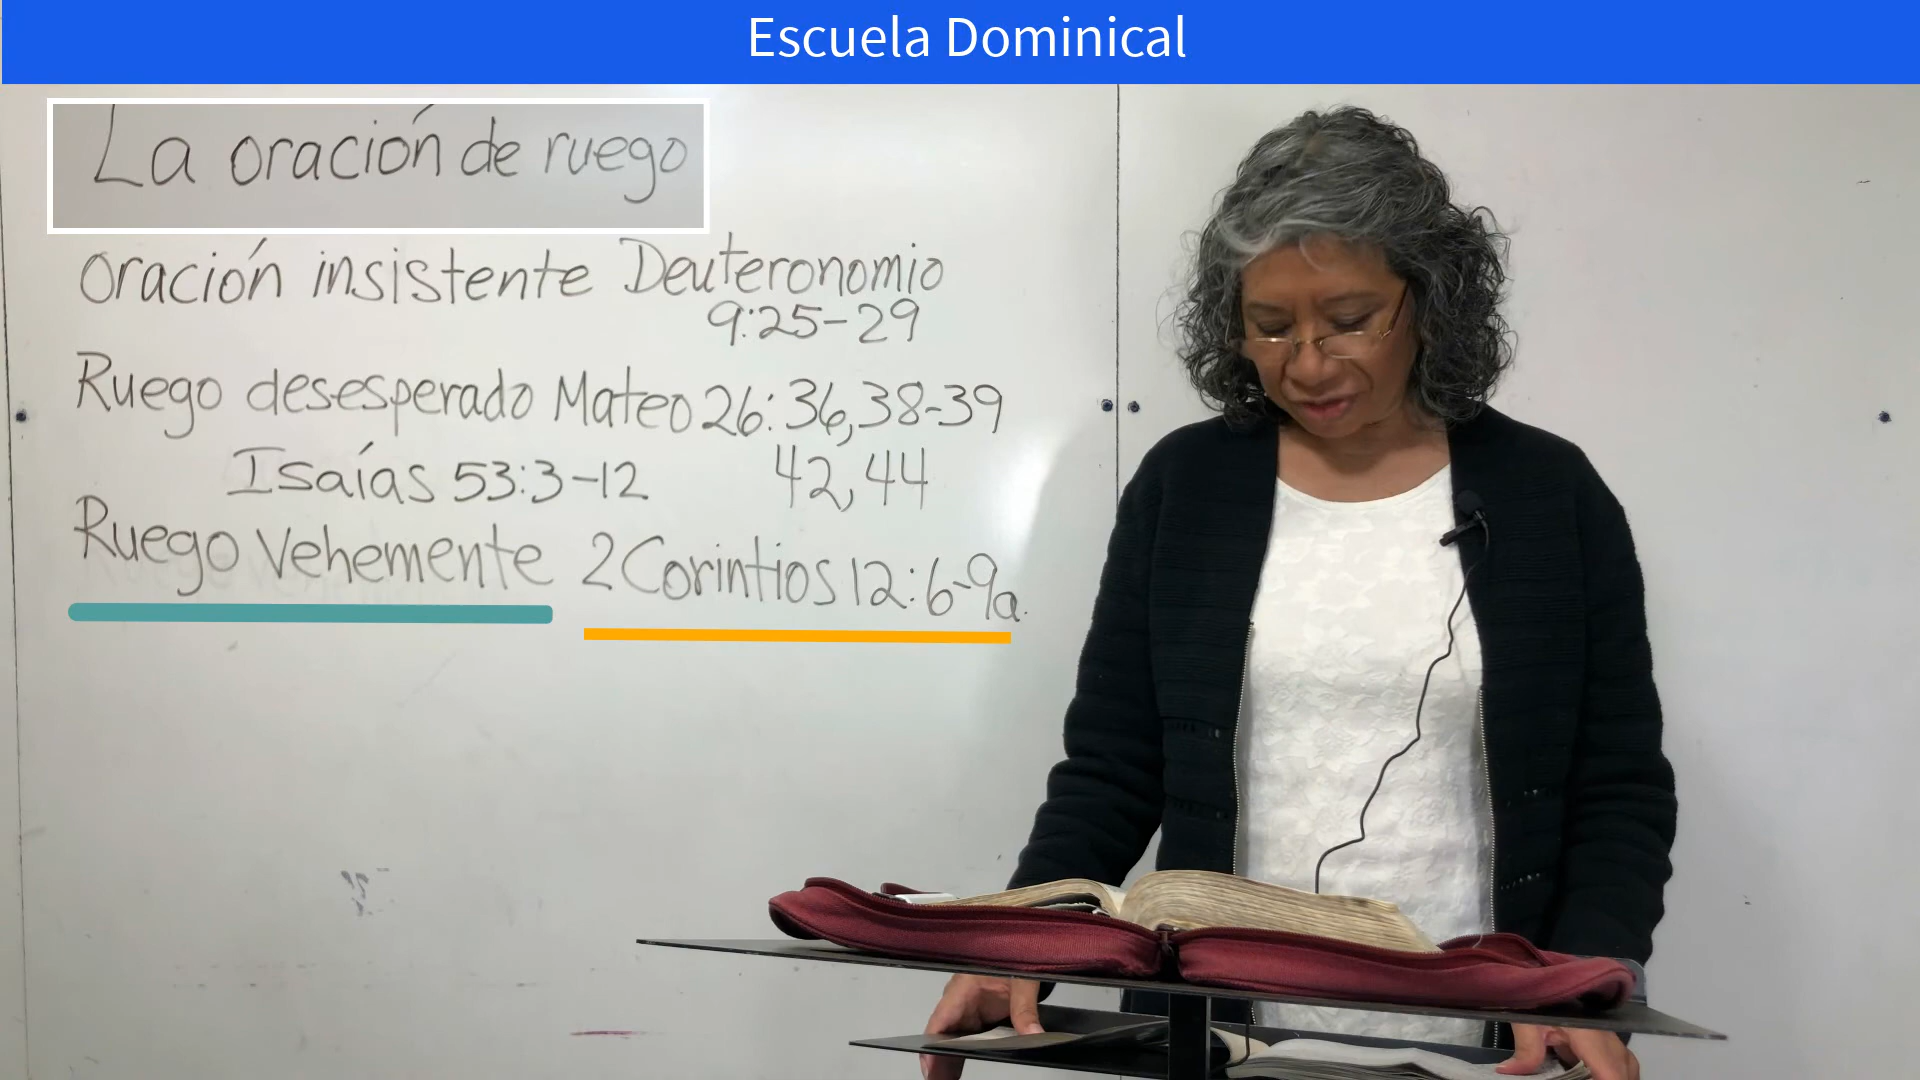 Escuela Dominical
La oración de ruego
Oración insistente Deuteronomio
9:25-29
Ruego desesperado Mateo 26:36,38-39
Isaías 53:3-12 42,44
Ruego Vehemente 2 Corintios 12:6-9a.